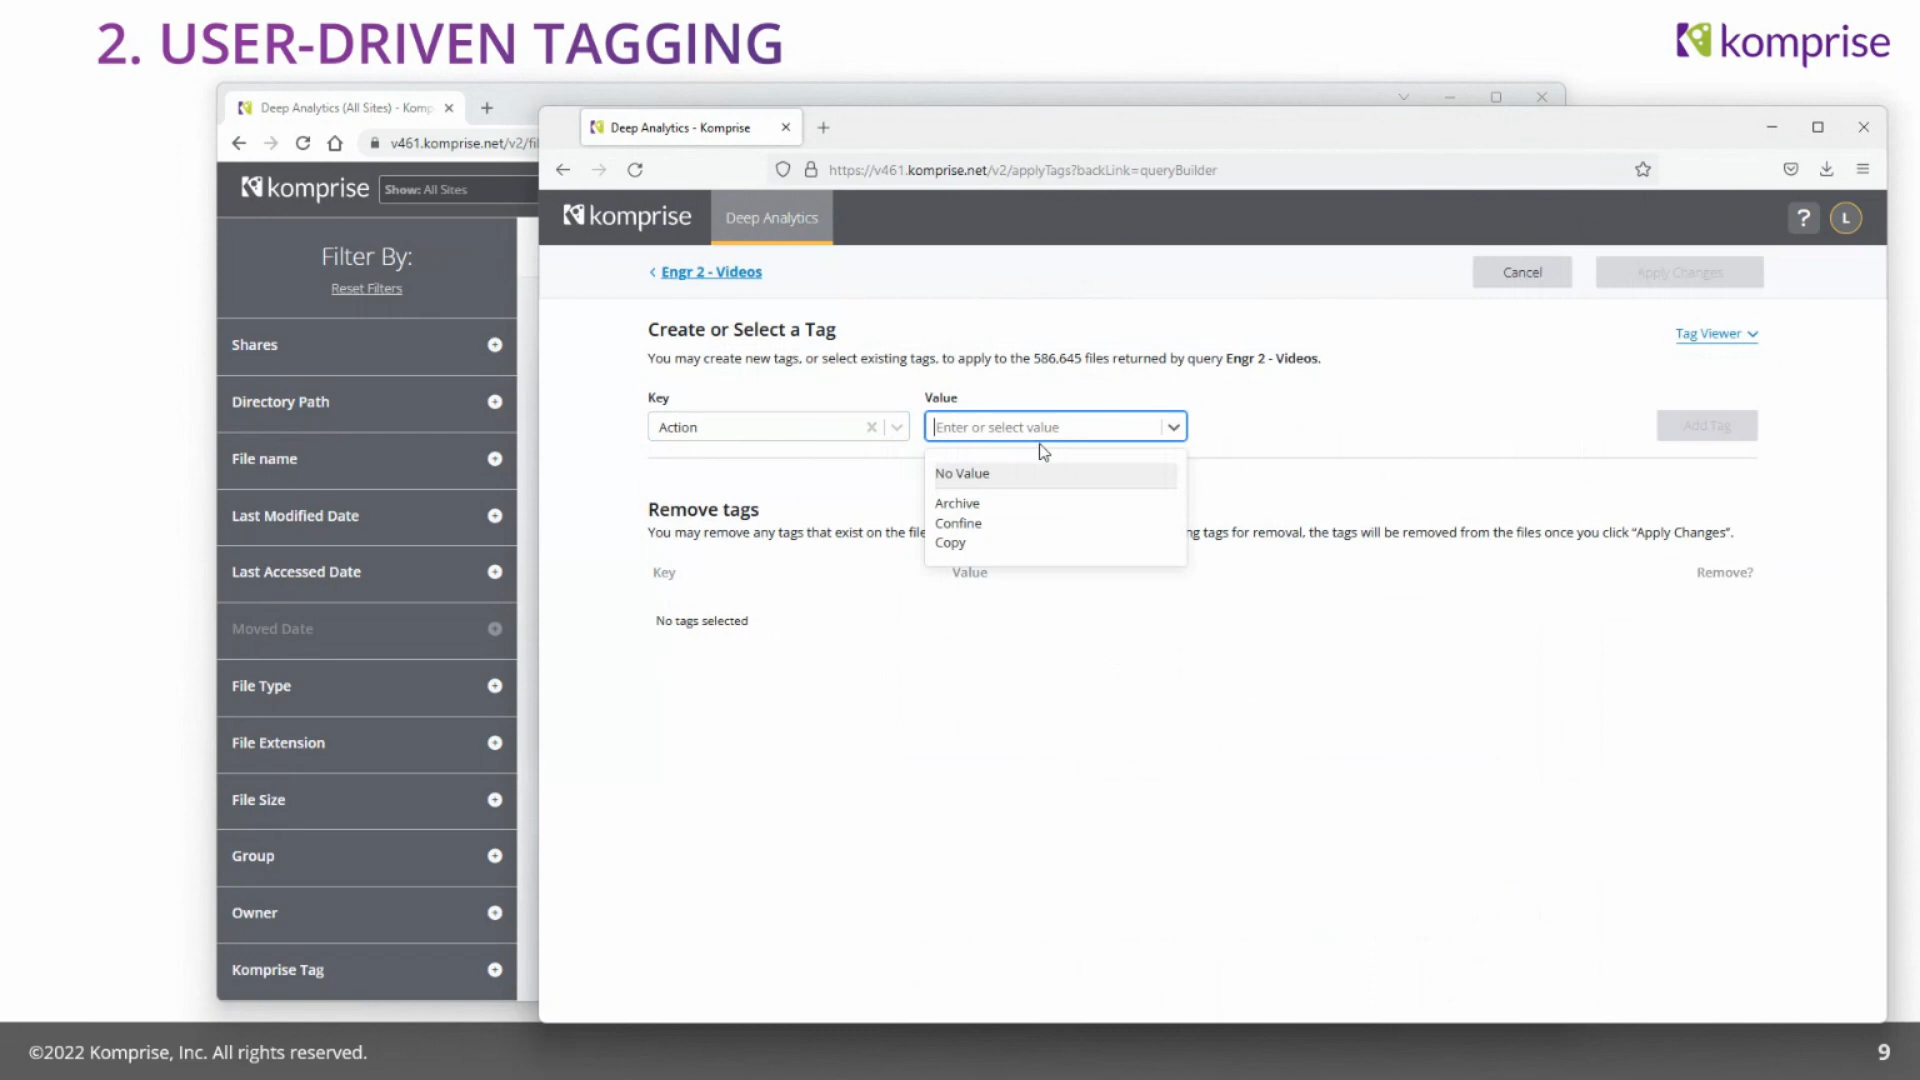 2. USER-DRIVEN TAGGING
komprise
Deep Analytics (All Sites) - Komp
v461.komprise.net/v2/fil
komprise
Show: All Sites
Filter By:
Reset Filters
Shares
Directory Path
File name
Last Modified Date
Last Accessed Date
Moved Date
File Type
File Extension
File Size
Group
Owner
Komprise Tag
Deep Analytics - Komprise
https://v461.komprise.net/v2/applyTags?backLink=queryBuilder
komprise
Deep Analytics
?
L
< Engr 2 - Videos
Cancel
Apply Changes
Create or Select a Tag
Tag Viewer
You may create new tags, or select existing tags, to apply to the 586,645 files returned by query Engr 2 - Videos.
Key
Value
Action
Enter or select value
Add Tag
No Value
Archive
Confine
Copy
Remove tags
You may remove any tags that exist on the file ng tags for removal, the tags will be removed from the files once you click “Apply Changes”.
Key
Value
Remove?
No tags selected
©2022 Komprise, Inc. All rights reserved.
9